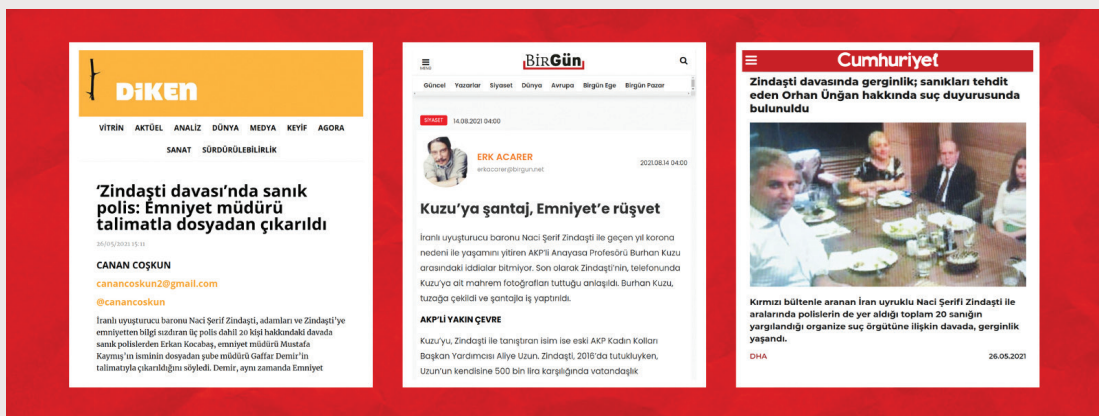 DiKEN
VİTRİN AKTÜEL ANALİZ DÜNYA MEDYA KEYİF AGORA
SANAT SÜRDÜRÜLEBİLİRLİK
'Zindaşti davası'nda sanık
polis: Emniyet müdürü
talimatla dosyadan çıkarıldı
26/05/2021 15:11
CANAN COŞKUN
canancoskun2@gmail.com
@canancoskun
İranlı uyuşturucu baronu Naci Şerif Zindaşti, adamları ve Zindaşti'ye
emniyetten bilgi sızdıran üç polis dahil 20 kişi hakkındaki davada
sanık polislerden Erkan Kocabaş, emniyet müdürü Mustafa
Kaymış'ın isminin dosyadan şube müdürü Gaffar Demir'in
talimatıyla çıkarıldığını söyledi. Demir, aynı zamanda Emniyet
MENÜ
BirGün
Güncel Yazarlar Siyaset Dünya Avrupa Birgün Ege Birgün Pazar
SİYASET 14.08.2021 04:00
ERK ACARER
erkacarer@birgun.net
2021.08.14 04:00
Kuzu'ya şantaj, Emniyet'e rüşvet
İranlı uyuşturucu baronu Naci Şerif Zindaşti ile geçen yıl korona
nedeni ile yaşamını yitiren AKP'li Anayasa Profesörü Burhan Kuzu
arasındaki iddialar bitmiyor. Son olarak Zindaşti'nin, telefonunda
Kuzu'ya ait mahrem fotoğrafları tuttuğu anlaşıldı. Burhan Kuzu,
tuzağa çekildi ve şantajla iş yaptırıldı.
AKP'Lİ YAKIN ÇEVRE
Kuzu'yu, Zindaşti ile tanıştıran isim ise eski AKP Kadın Kolları
Başkan Yardımcısı Aliye Uzun. Zindaşti, 2016'da tutukluyken,
Uzun'un kendisine 500 bin lira karşılığında vatandaşlık
Cumhuriyet
Zindaşti davasında gerginlik; sanıkları tehdit
eden Orhan Ünğan hakkında suç duyurusunda
bulunuldu
Kırmızı bültenle aranan İran uyruklu Naci Şerifi Zindaşti ile
aralarında polislerin de yer aldığı toplam 20 sanığın
yargılandığı organize suç örgütüne ilişkin davada, gerginlik
yaşandı.
DHA 26.05.2021